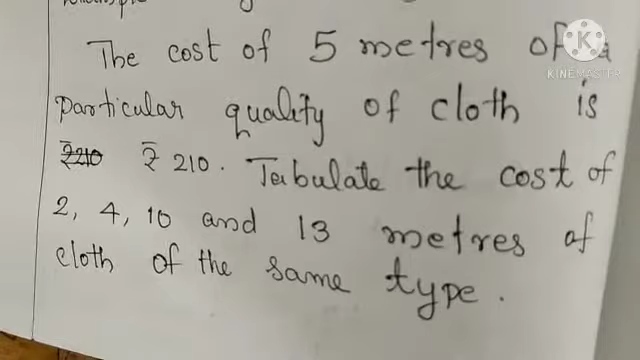 The cost of 5 metres of a
particular quality of cloth is
₹210 ₹ 210. Tabulate the cost of
2, 4, 10 and 13 metres of
cloth of the same type.
KINEMASTER